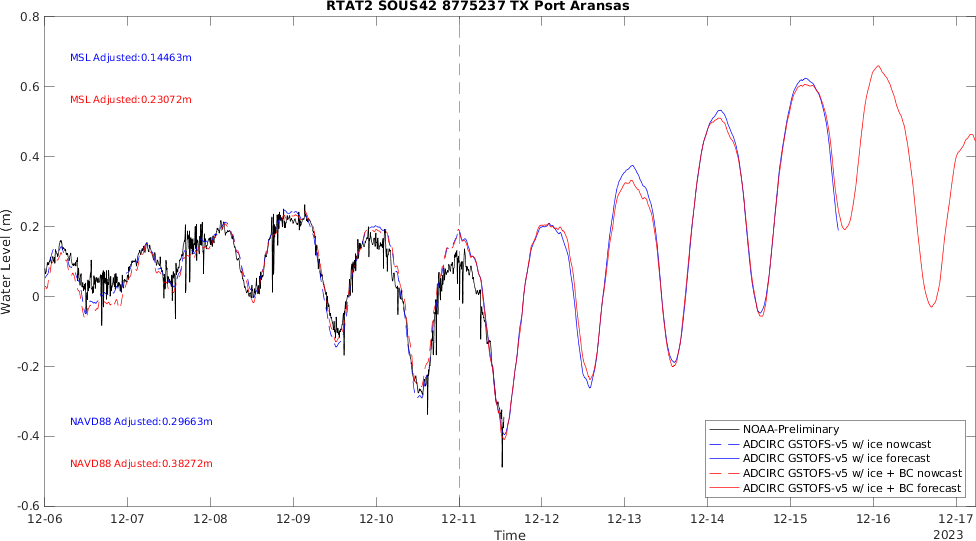 RTAT2 SOUS42 8775237 TX Port Aransas
0.8
0.6
0.4
0.2
0
-0.2
-0.4
-0.6
Water Level (m)
MSL Adjusted:0.14463m
MSL Adjusted:0.23072m
NAVD88 Adjusted:0.29663m
NAVD88 Adjusted:0.38272m
NOAA-Preliminary
ADCIRC GSTOFS-v5 w/ ice nowcast
ADCIRC GSTOFS-v5 w/ ice forecast
ADCIRC GSTOFS-v5 w/ ice + BC nowcast
ADCIRC GSTOFS-v5 w/ ice + BC forecast
12-06 12-07 12-08 12-09 12-10 12-11 12-12 12-13 12-14 12-15 12-16 12-17
Time
2023